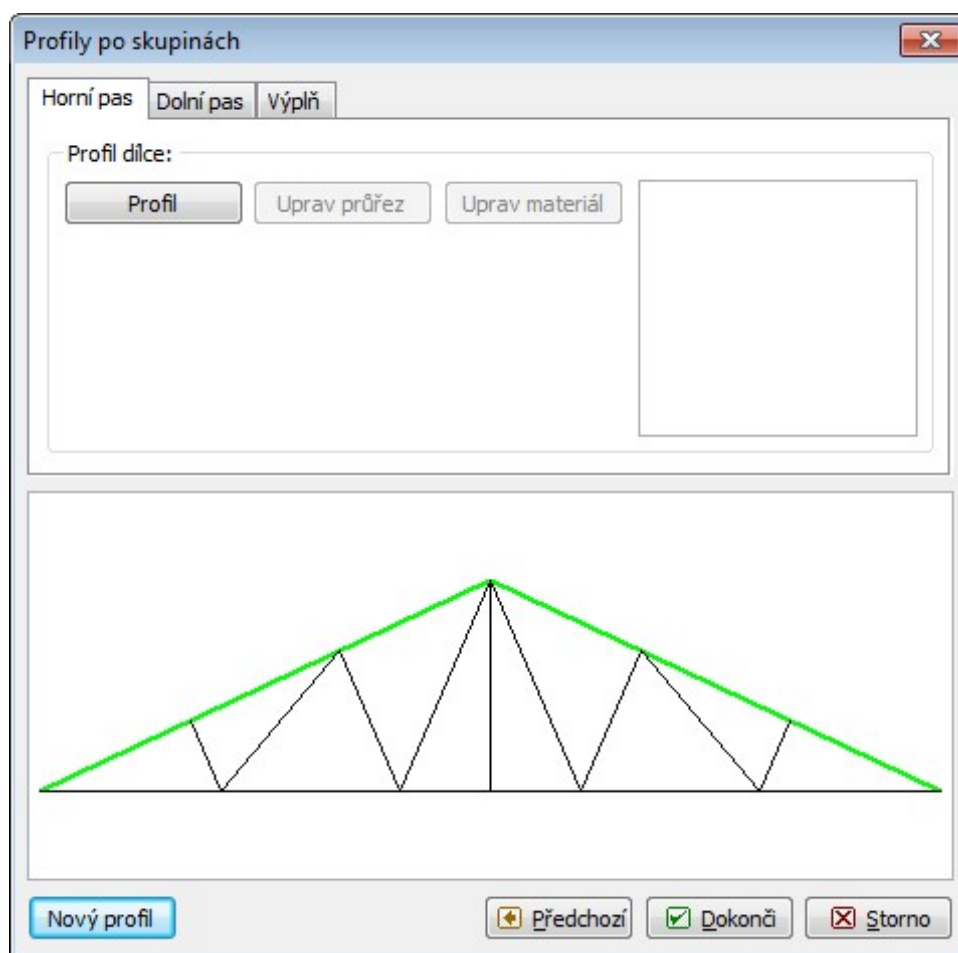 Profily po skupinách
Horní pas Dolní pas Výplň
Profil dílce:
Profil Uprav průřez Uprav materiál
Nový profil Předchozí Dokonči Storno